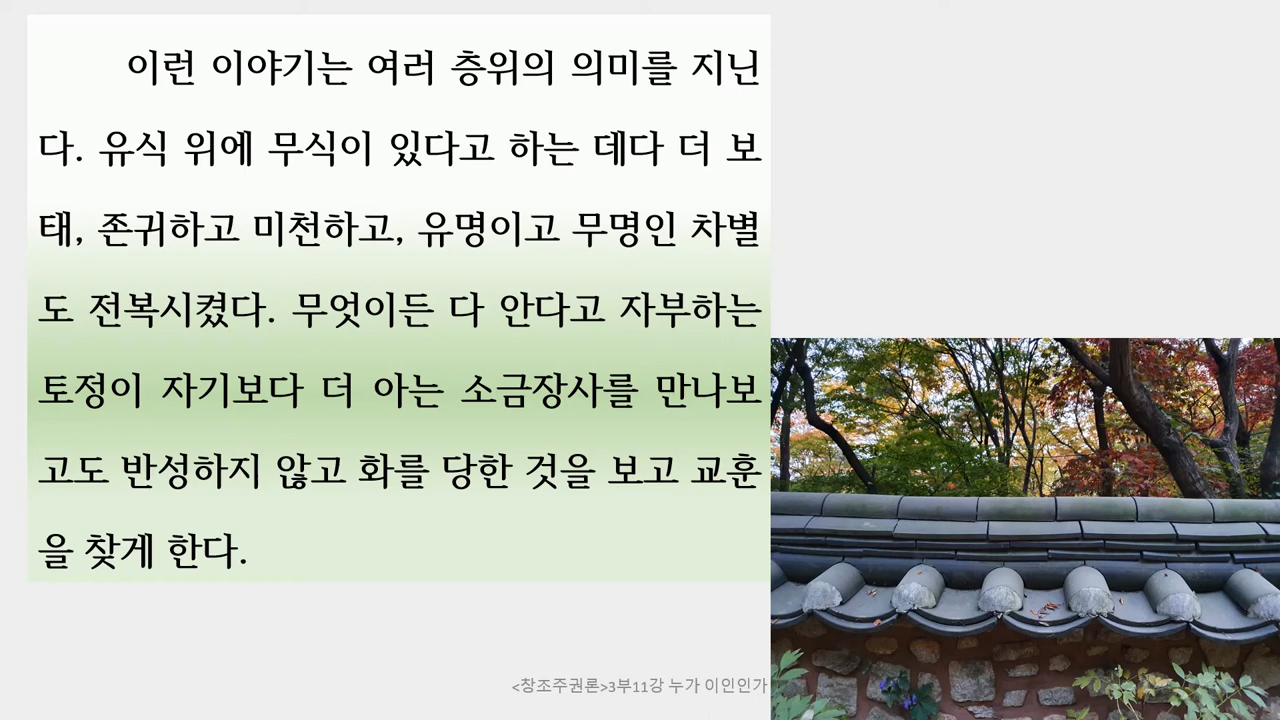 이런 이야기는 여러 층위의 의미를 지닌
다. 유식 위에 무식이 있다고 하는 데다 더 보
태, 존귀하고 미천하고, 유명이고 무명인 차별
도 전복시켰다. 무엇이든 다 안다고 자부하는
토정이 자기보다 더 아는 소금장사를 만나보
고도 반성하지 않고 화를 당한 것을 보고 교훈
을 찾게 한다.
<창조주권론>3부11강 누가 이인인가